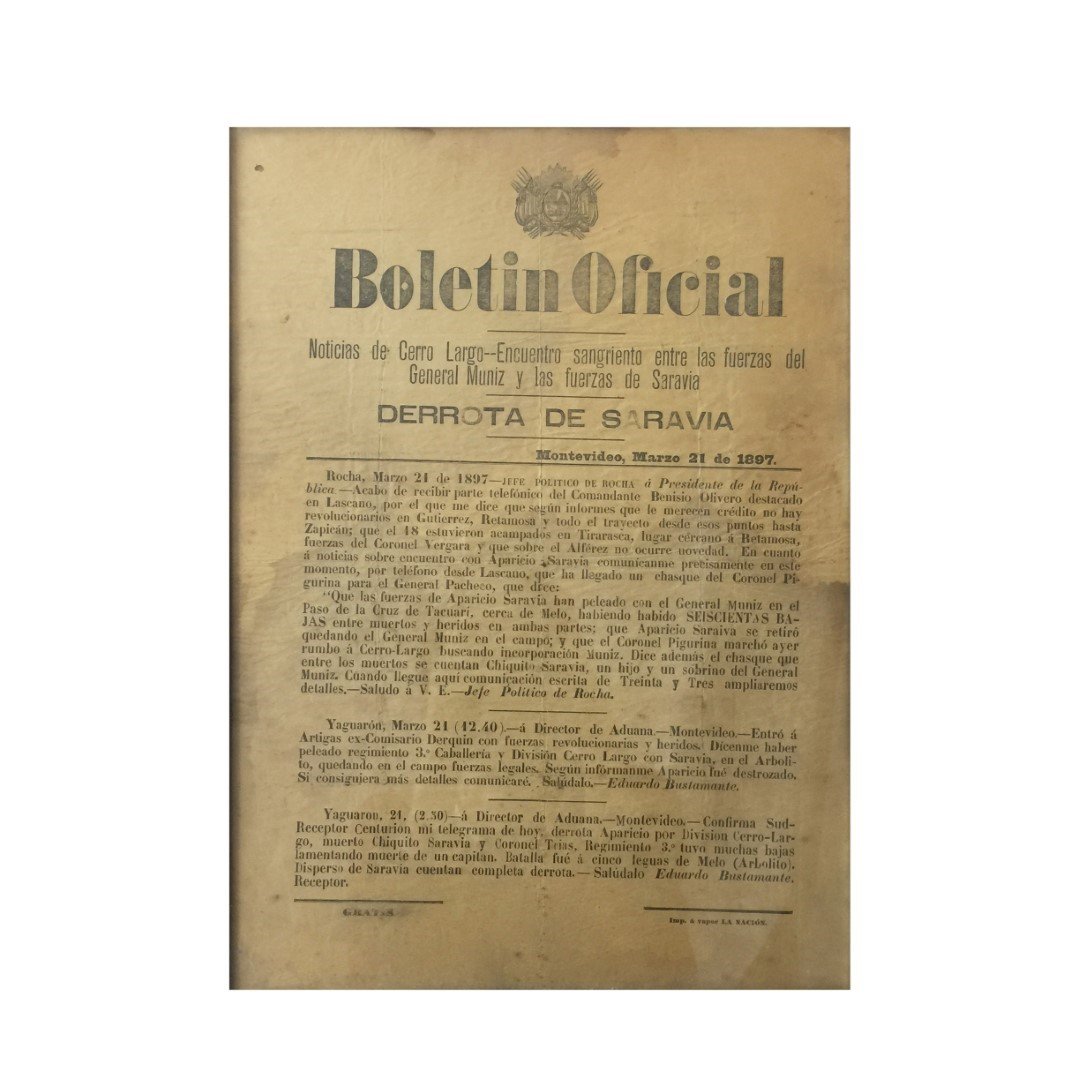 Boletin Oficial
Noticias de Cerro Largo--Encuentro sangriento entre las fuerzas del
General Muniz y las fuerzas de Saravia
DERROTA DE SARAVIA
Montevideo, Marzo 21 de 1897.
Rocha, Marzo 21 de 1897—JEFE POLITICO DE ROCHA á Presidente de la Repú-
blica.—Acabo de recibir parte telefónico del Comandante Benisio Olivero destacado
en Lascano, por el que me dice que según informes que le merecen crédito no hay
revolucionarios en Gutierrez, Retamosa y todo el trayecto desde esos puntos hasta
Zapicán; que el 18 estuvieron acampados en Tirarasca, lugar cércano á Retamosa,
fuerzas del Coronel Vergara y que sobre el Alférez no ocurre uovedad. En cuanto
á noticias sobre encuentro con Aparicio Saravia comunicanme precisamente en este
momento, por teléfono desde Lascano, que ha llegado un chasque del Coronel Pi-
gurina para el General Pacheco, que dice:
"Que las fuerzas de Aparicio Saravia han peleado con el General Muniz en el
Paso de la Cruz de Tacuarí, cerca de Melo, habiendo habido SEISCIENTAS BA-
JAS entre muertos y heridos en ambas partes; que Aparicio Saraiva se retiró
quedando el General Muniz en el campo; y que el Coronel Pigurina marchó ayer
rumbo á Cerro-Largo buscando incorporación Muniz. Dice además el chasque que
entre los muertos se cuentan Chiquito Saravia, un hijo y un sobrino del General
Muniz. Cuando llegue aquí comunicación escrita de Treinta y Tres ampliaremos
detalles.—Saludo á V. E.—Jefe Politico de Rocha.
Yaguarón, Marzo 21 (12.40).—á Director de Aduana.—Montevideo.—Entró á
Artigas ex-Comisario Derquin con fuerzas revolucionarias y heridos. Dícenme haber
peleado regimiento 3.º Caballería y División Cerro Largo con Saravia, en el Arboli-
to, quedando en el campo fuerzas legales. Según infórmanme Aparicio fué destrozado.
Si consiguiera más detalles comunicaré. Salúdalo.—Eduardo Bustamante.
Yaguaron, 21, (2.30)—á Director de Aduana.—Montevideo.—Confirma Sud-
Receptor Centurion mi telegrama de hoy, derrota Aparicio por Division Cerro-Lar-
go, muerto Chiquito Saravia y Coronel Trias. Regimiento 3.º tuvo muchas bajas
lamentando muerte de un capitan. Batalla fué á cinco leguas de Melo (Arbolito).
Disperso de Saravia cuentan completa derrota.—Salúdalo Eduardo Bustamante.
Receptor.
GRATIS
Imp. á vapor LA NACIÓN.